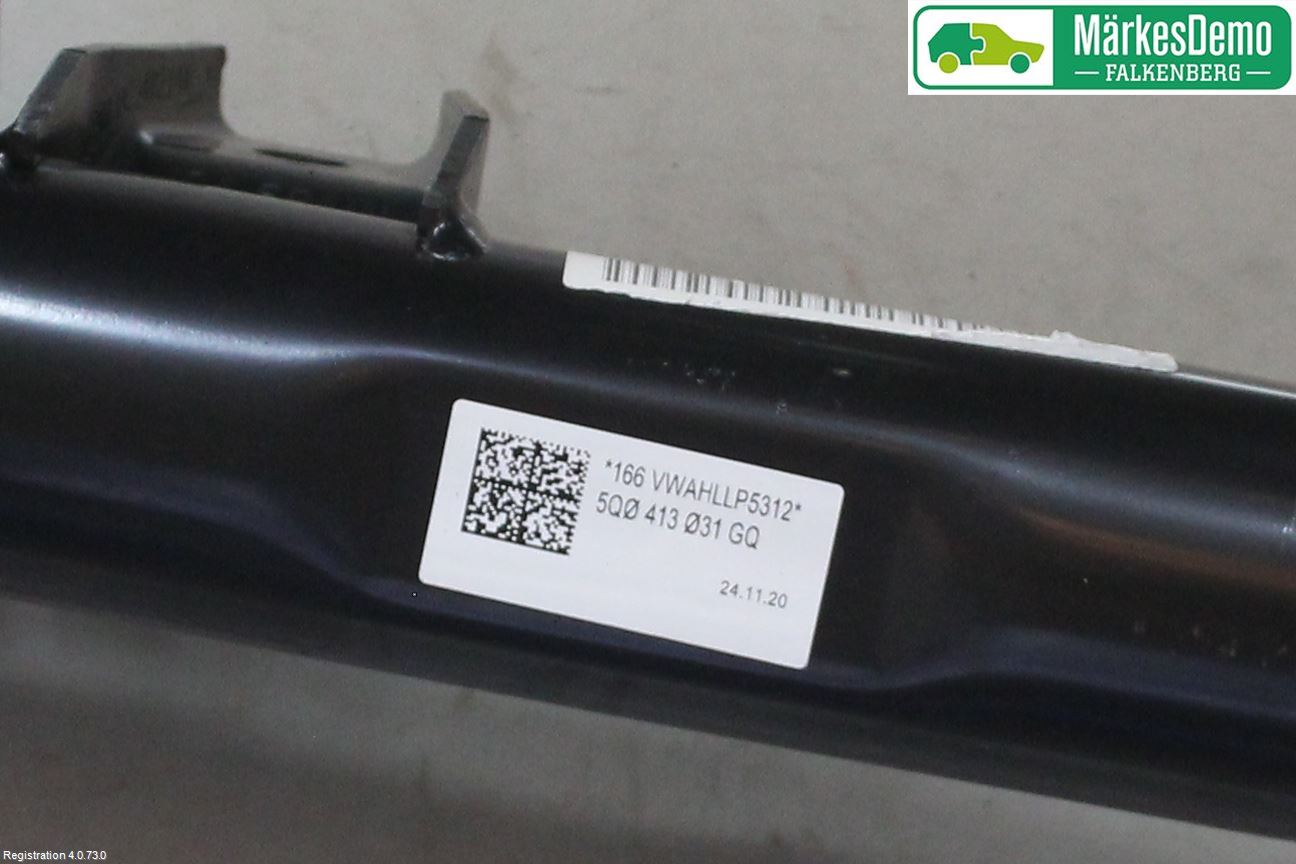 MärkesDemo
FALKENBERG
*166 VWAHLLP5312*
5QØ 413 Ø31 GQ
24.11.20
Registration 4.0.73.0